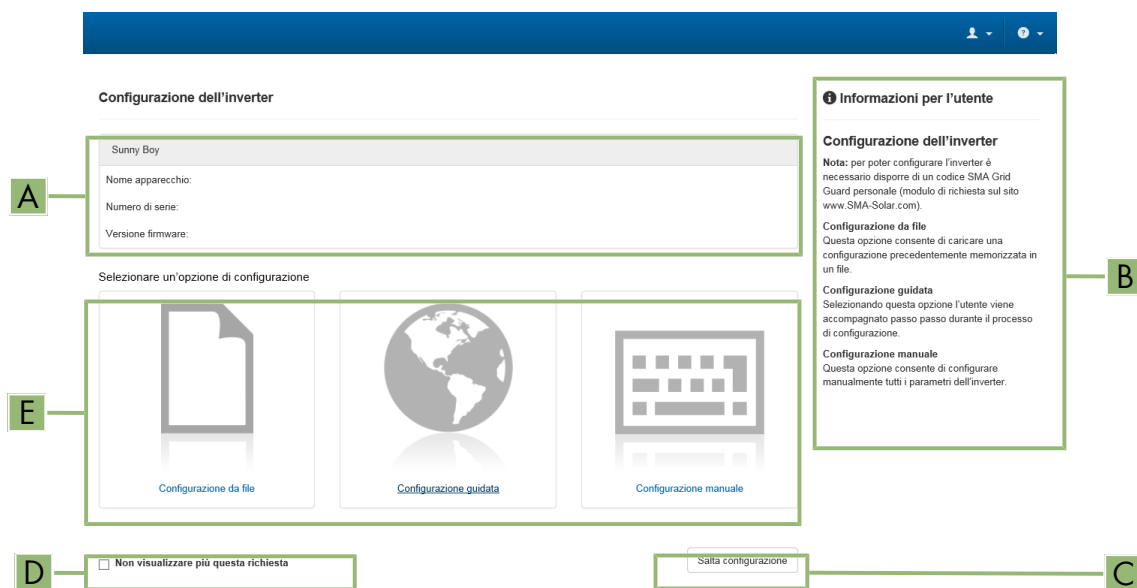 Configurazione dell'inverter
Sunny Boy
Nome apparecchio:
Numero di serie:
Versione firmware:
A
Selezionare un'opzione di configurazione
Configurazione da file
Configurazione guidata
Configurazione manuale
E
Non visualizzare più questa richiesta
D
Salta configurazione
C
Informazioni per l'utente
Configurazione dell'inverter
Nota: per poter configurare l'inverter è
necessario disporre di un codice SMA Grid
Guard personale (modulo di richiesta sul sito
www.SMA-Solar.com).
Configurazione da file
Questa opzione consente di caricare una
configurazione precedentemente memorizzata in
un file.
Configurazione guidata
Selezionando questa opzione l'utente viene
accompagnato passo passo durante il processo
di configurazione.
Configurazione manuale
Questa opzione consente di configurare
manualmente tutti i parametri dell'inverter.
B